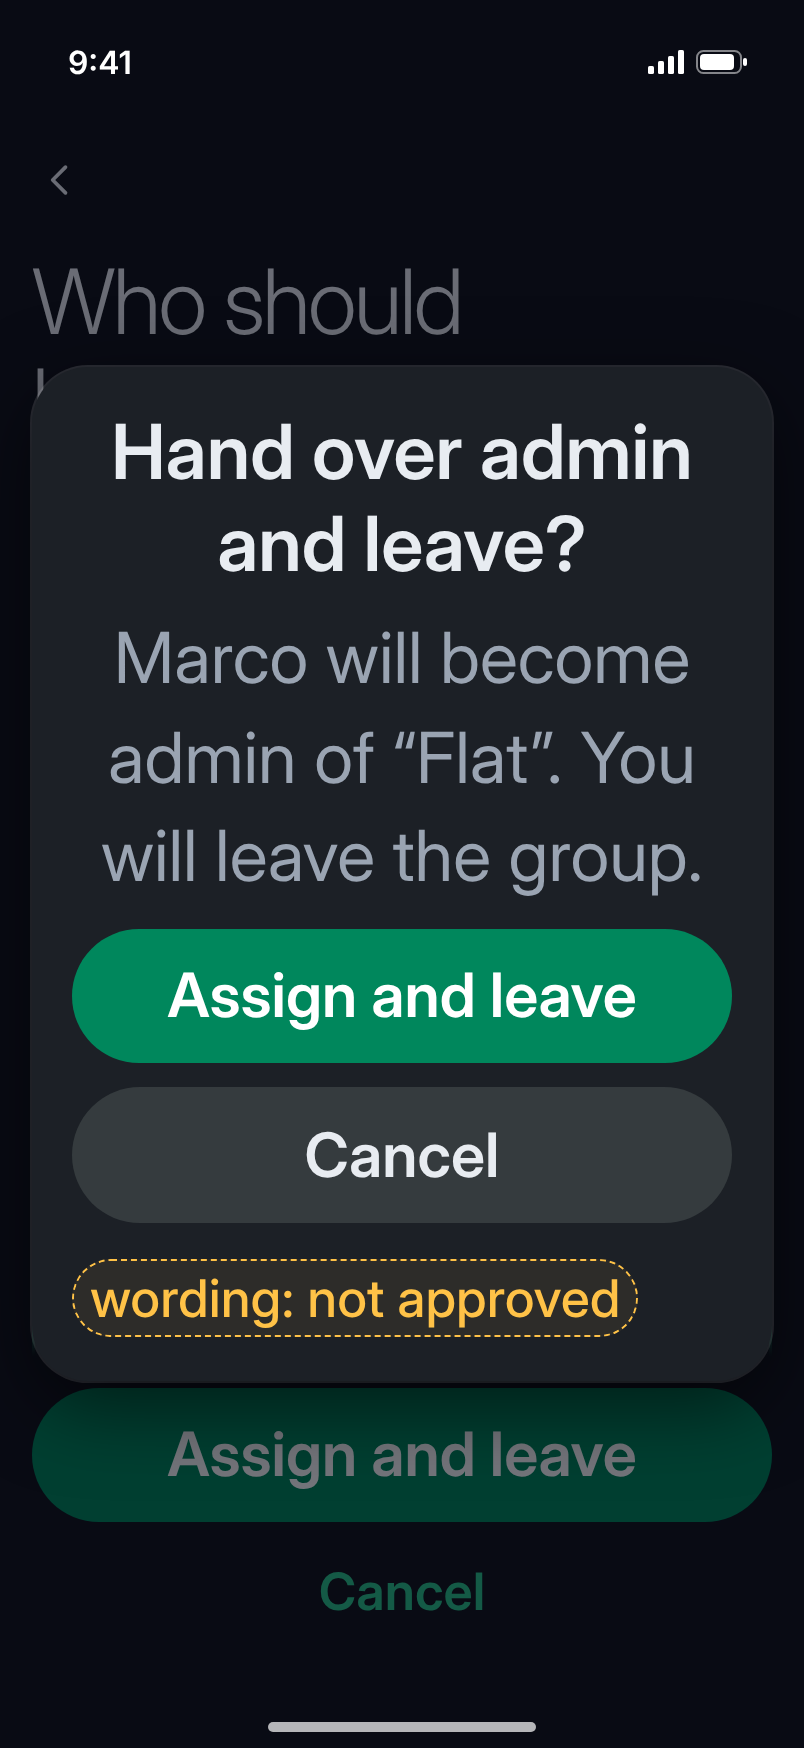 9:41
Who should
Hand over admin
and leave?
Marco will become
admin of “Flat”. You
will leave the group.
Assign and leave
Cancel
wording: not approved
Assign and leave
Cancel